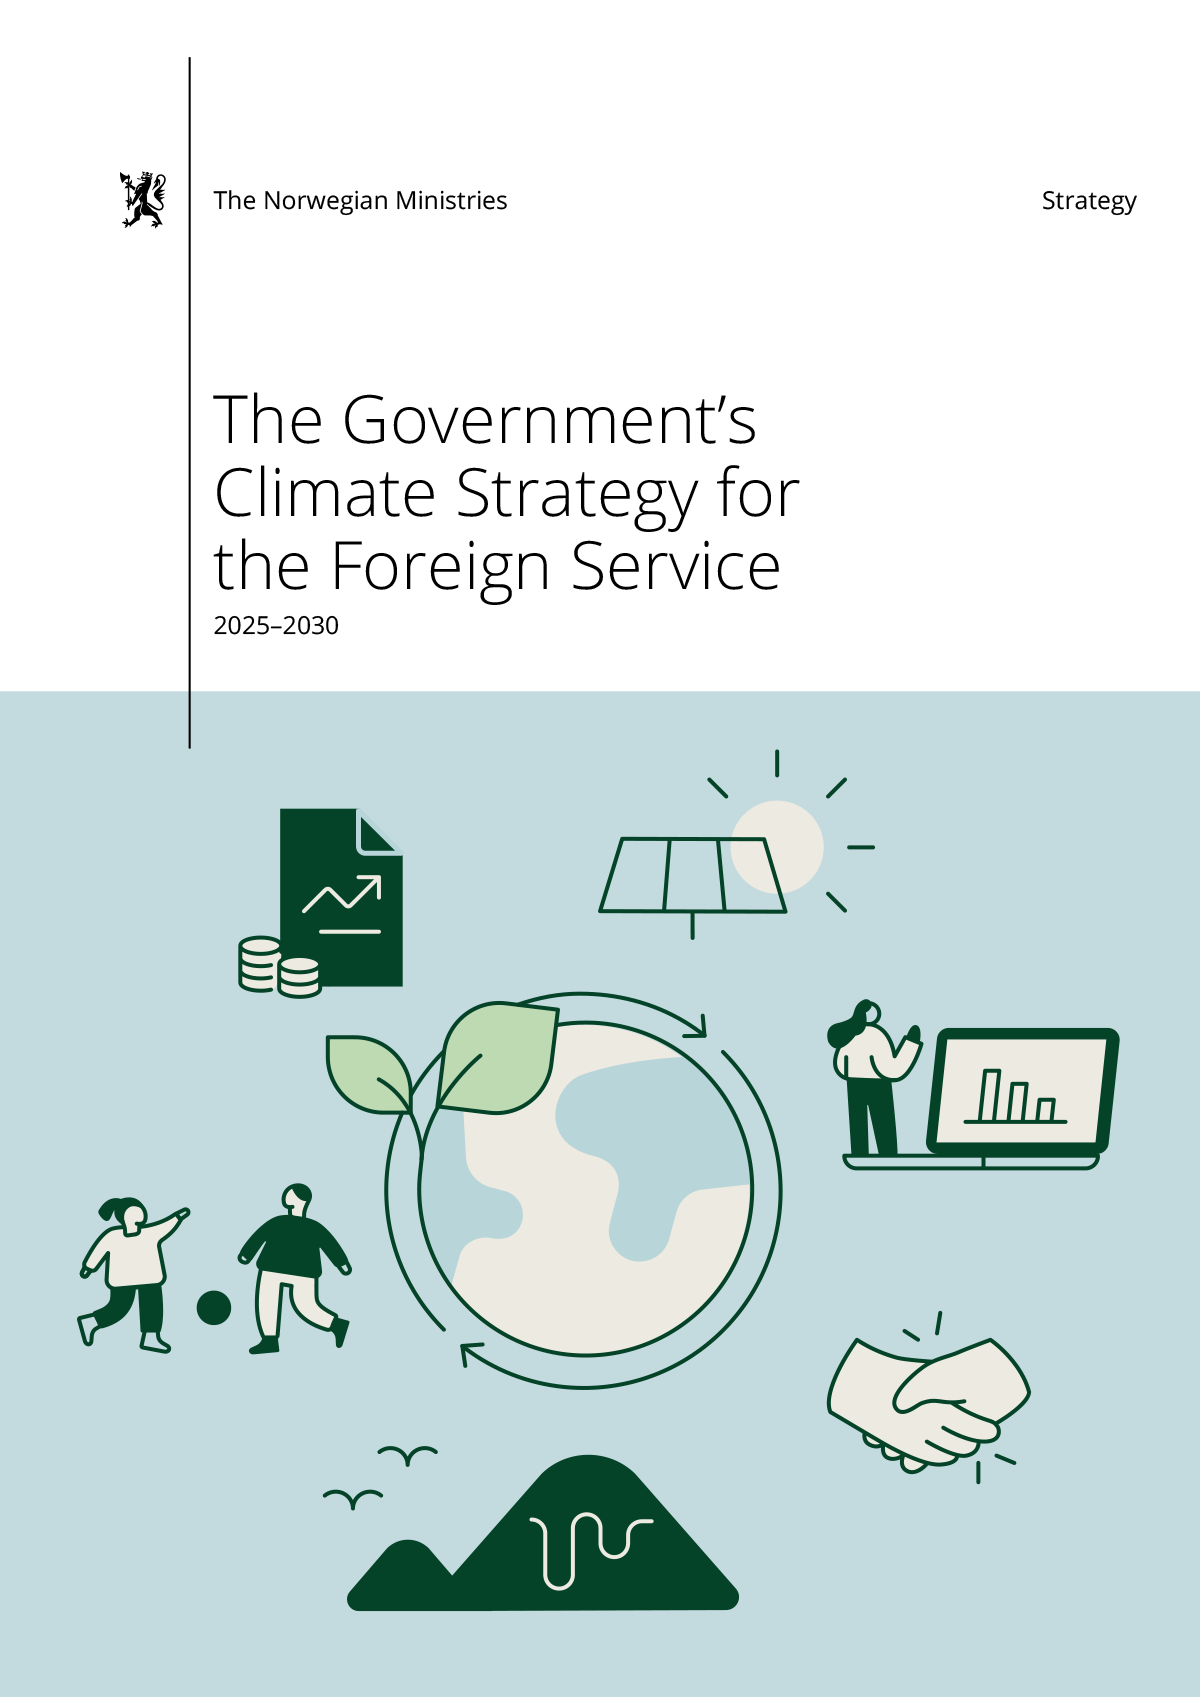 The Norwegian Ministries
Strategy
The Government’s
Climate Strategy for
the Foreign Service
2025–2030